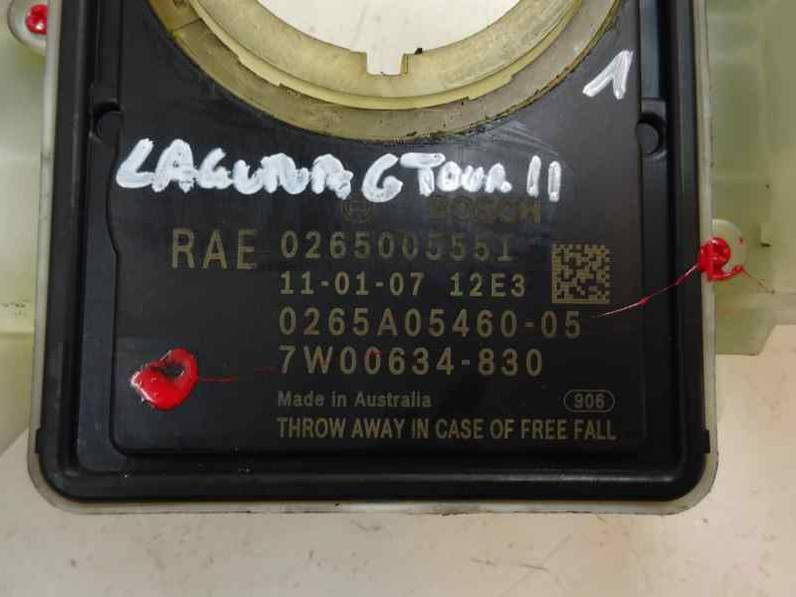 1
LAGUNA GTOUR II
BOSCH
RAE 0265005551
11-01-07 12E3
0265A05460-05
7W00634-830
Made in Australia 906
THROW AWAY IN CASE OF FREE FALL